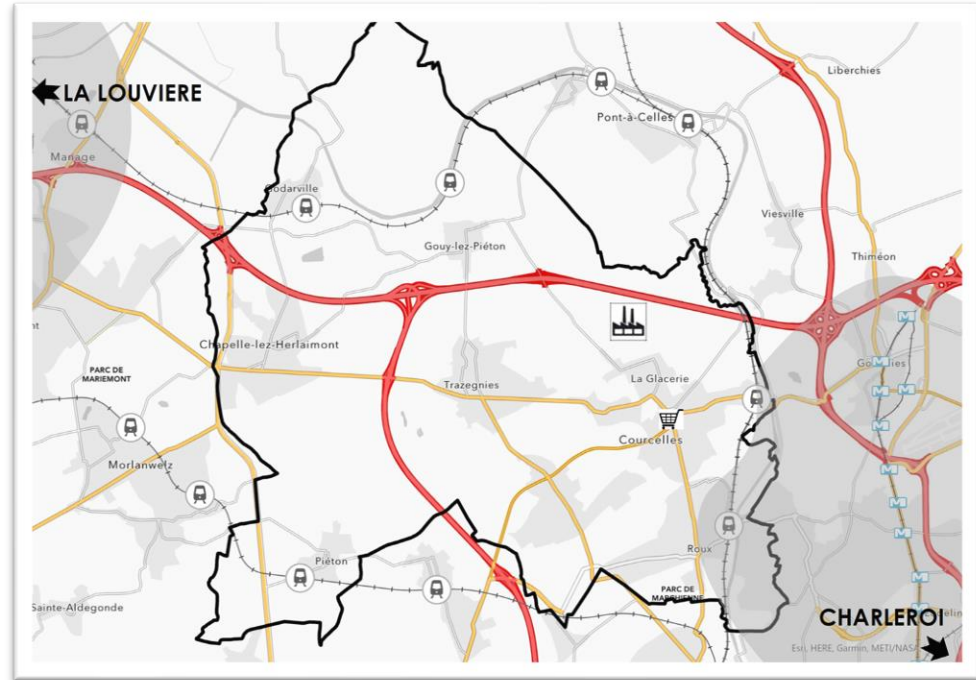 LA LOUVIERE
Liberchies
Pont-à-Celles
Manage
Godarville
Viesville
Gouy-lez-Piéton
Thiméon
Chapelle-lez-Herlaimont
PARC DE
MARIEMONT
Trazegnies
La Glacerie
Courcelles
Morlanwelz
Roux
Piéton
PARC DE
Sainte-Aldegonde
CHARLEROI
Esri, HERE, Garmin, METI/NASA
M
M
M
M
M
M
M
M
M